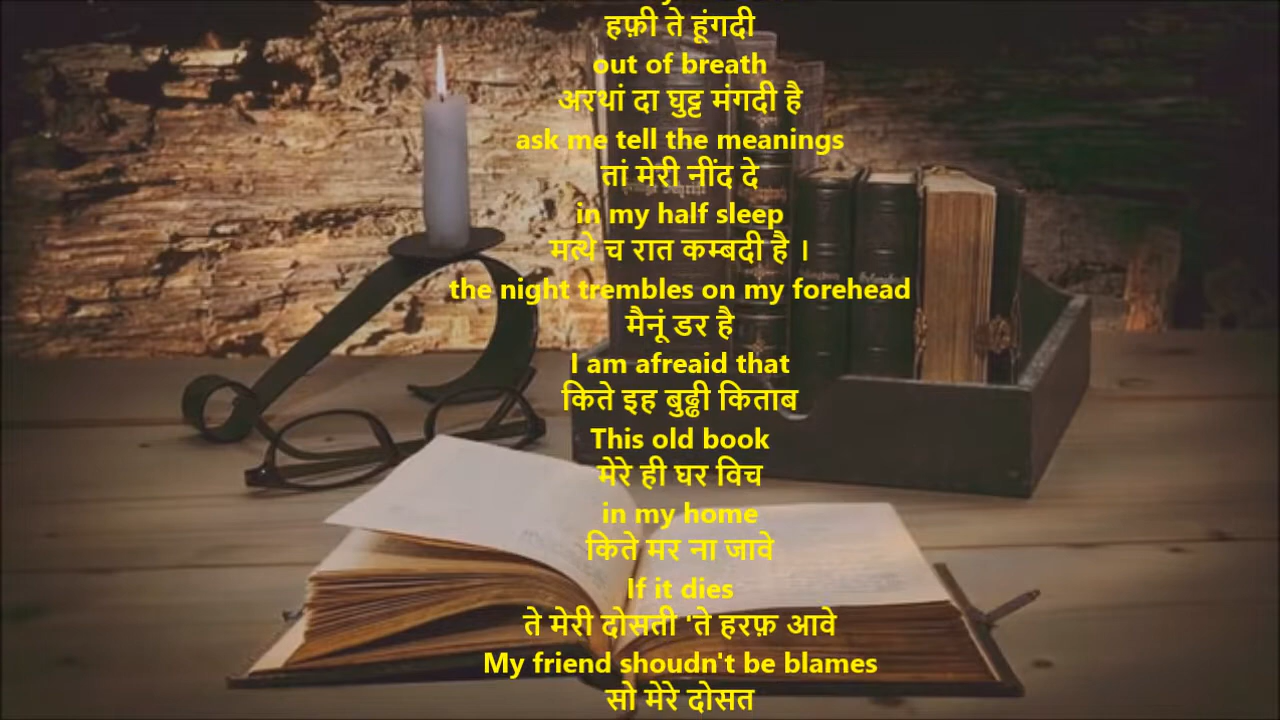 हफ़ी ते हूंगदी
out of breath
अरथां दा घुट्ट मंगदी है
ask me tell the meanings
तां मेरी नींद दे
in my half sleep
मत्थे च रात कम्बदी है ।
the night trembles on my forehead
मैनूं डर है
I am afreaid that
किते इह बुढ्ढी किताब
This old book
मेरे ही घर विच
in my home
किते मर ना जावे
If it dies
ते मेरी दोसती 'ते हरफ़ आवे
My friend shoudn't be blames
सो मेरे दोसत